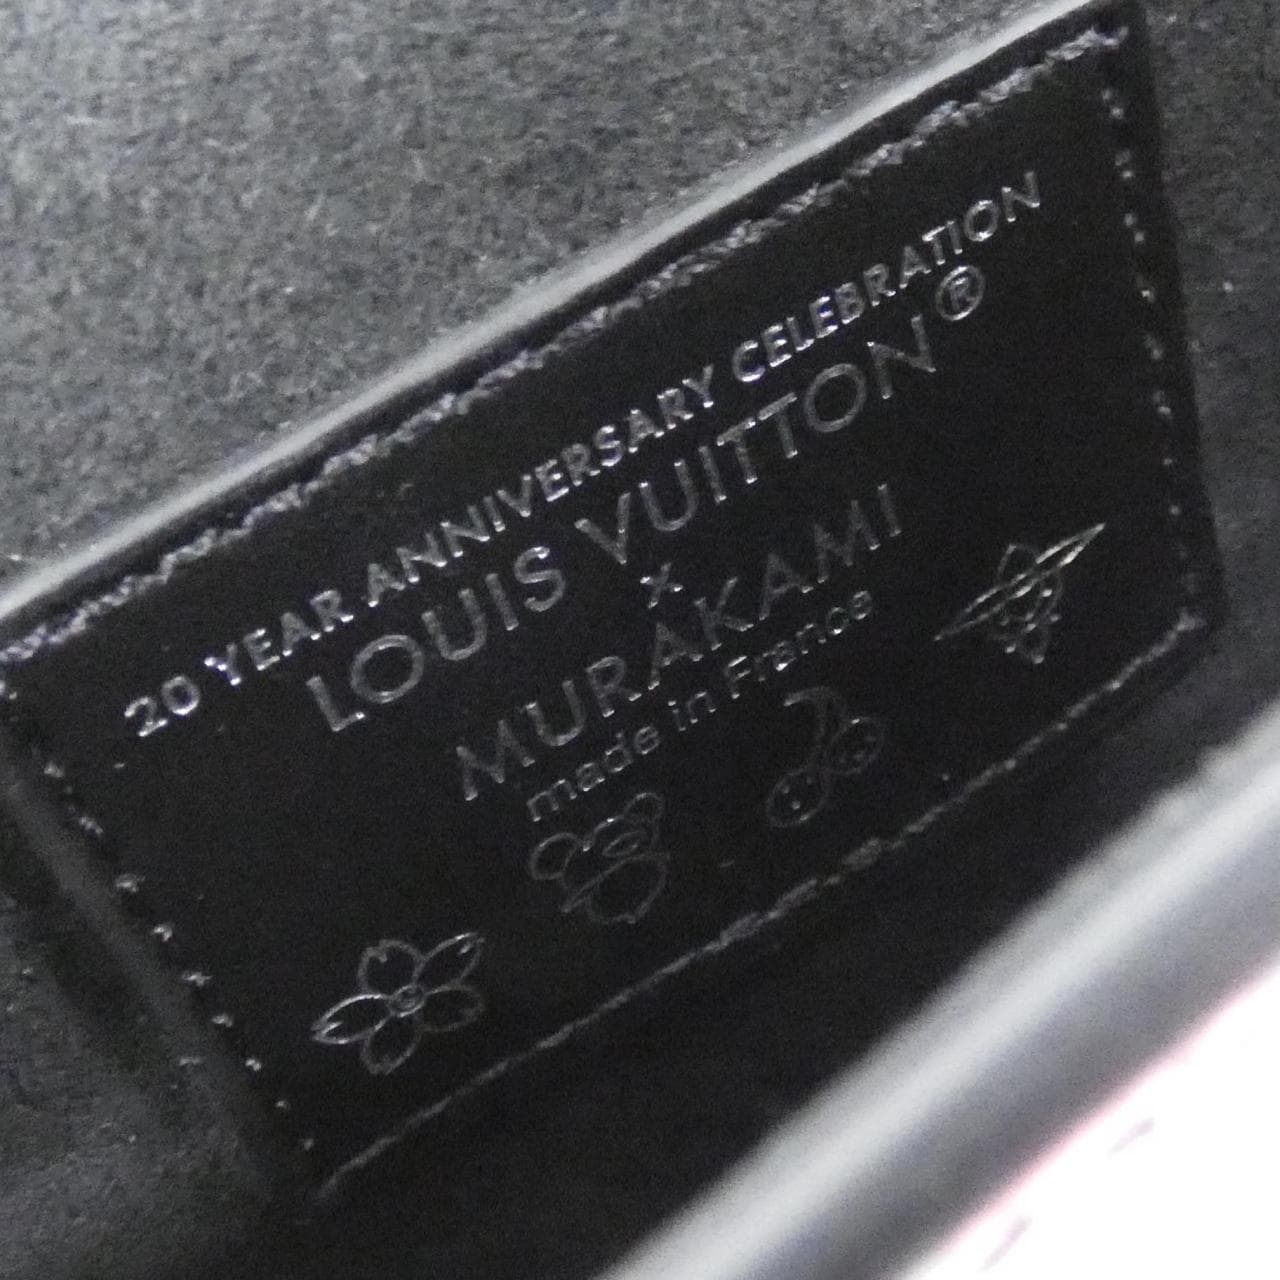 20 YEAR ANNIVERSARY CELEBRATION
LOUIS VUITTON®
×
MURAKAMI
made in France